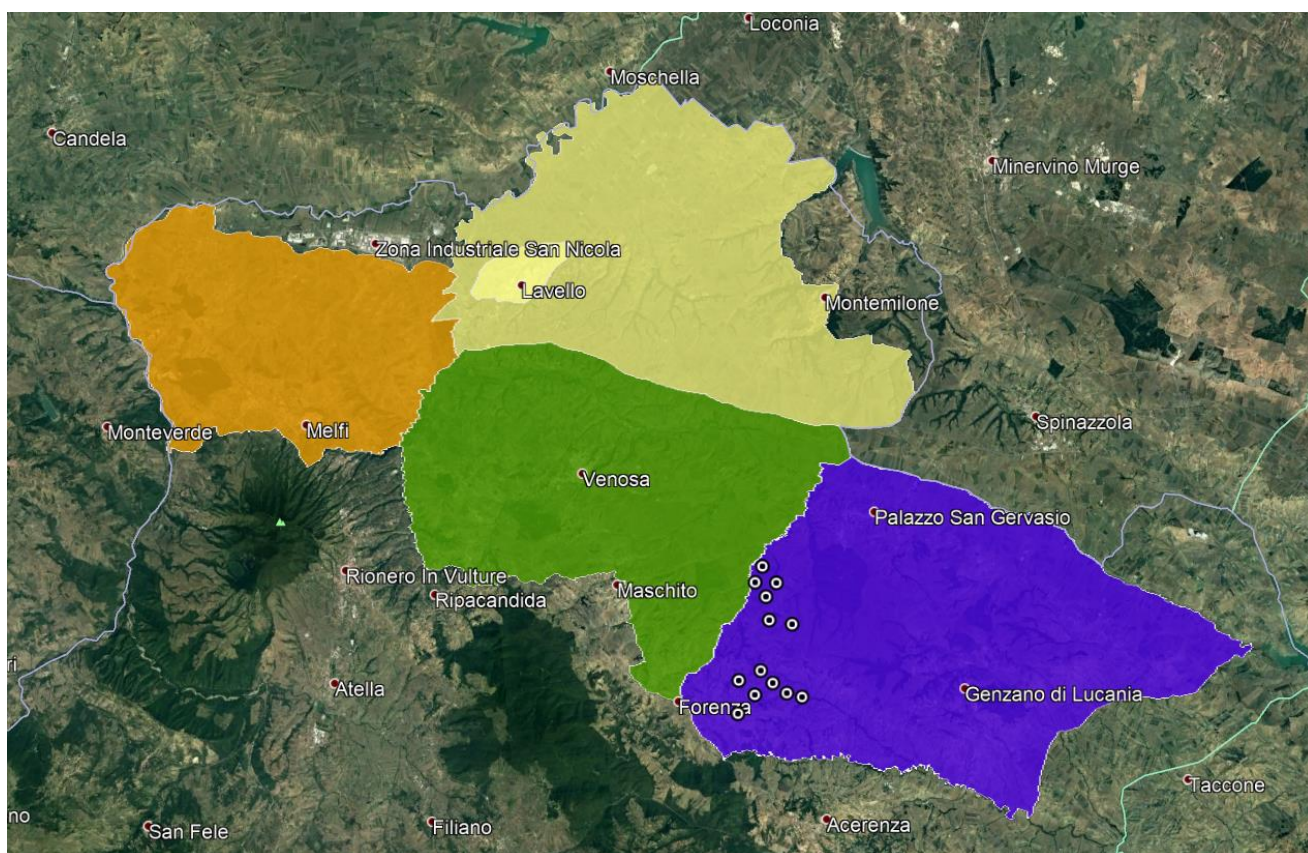 Loconia
Moschella
Candela
Minervino Murge
Zona Industriale San Nicola
Lavello
Montemilone
Monteverde
Melfi
Spinazzola
Venosa
Palazzo San Gervasio
Rionero In Vulture
Ripacandida
Maschito
ri
Atella
Forenza
Genzano di Lucania
Taccone
no
San Fele
Filiano
Acerenza